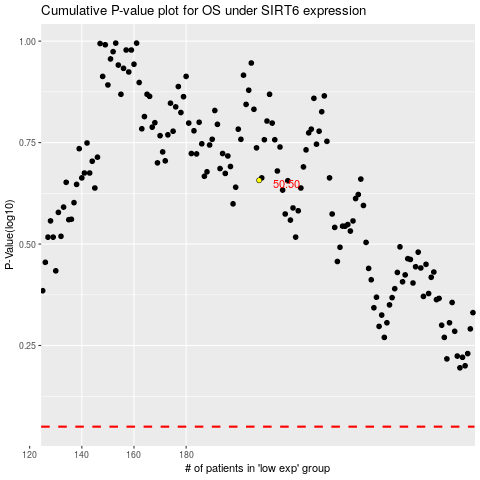 Cumulative P-value plot for OS under SIRT6 expression
1.00
0.75
0.50
0.25
P-Value(log10)
50:50
120 140 160 180
# of patients in 'low exp' group